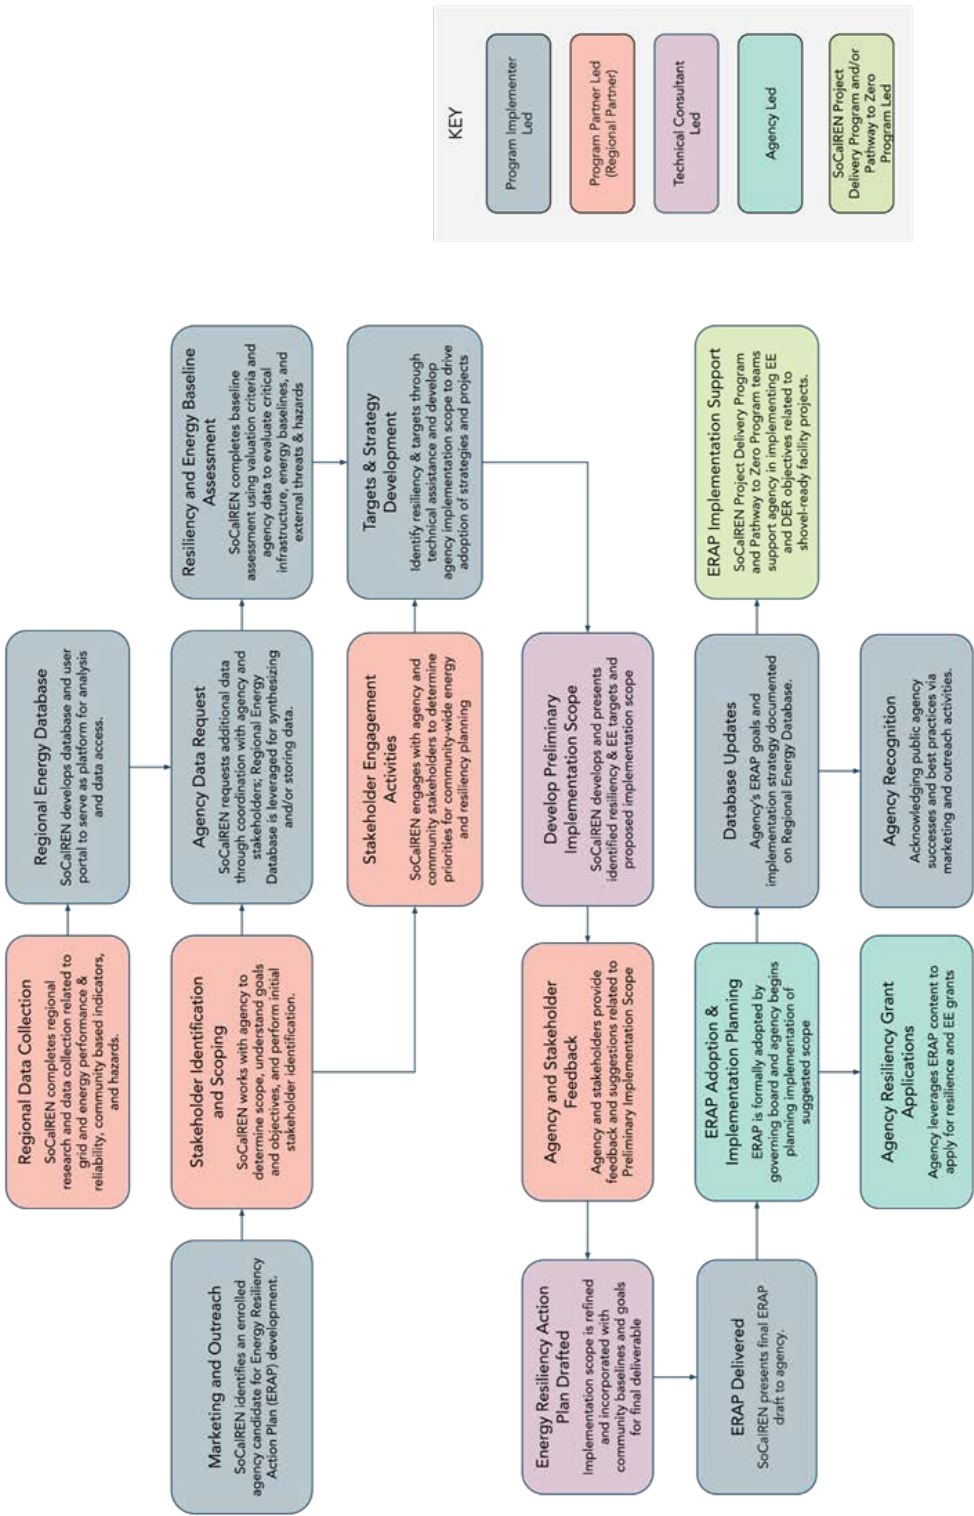 Regional Data Collection
SoCalREN completes regional
research and data collection related to
grid and energy performance &
reliability, community based indicators,
and hazards.
Regional Energy Database
SoCalREN develops database and user
portal to serve as platform for analysis
and data access.
Marketing and Outreach
SoCalREN identifies an enrolled
agency candidate for Energy Resiliency
Action Plan (ERAP) development.
Stakeholder Identification
and Scoping
SoCalREN works with agency to
determine scope, understand goals
and objectives, and perform initial
stakeholder identification.
Agency Data Request
SoCalREN requests additional data
through coordination with agency and
stakeholders; Regional Energy
Database is leveraged for synthesizing
and/or storing data.
Resiliency and Energy Baseline
Assessment
SoCalREN completes baseline
assessment using valuation criteria and
agency data to evaluate critical
infrastructure, energy baselines, and
external threats & hazards
Stakeholder Engagement
Activities
SoCalREN engages with agency and
community stakeholders to determine
priorities for community-wide energy
and resiliency planning
Targets & Strategy
Development
Identify resiliency & targets through
technical assistance and develop
agency implementation scope to drive
adoption of strategies and projects
Energy Resiliency Action
Plan Drafted
Implementation scope is refined
and incorporated with
community baselines and goals
for final deliverable
Agency and Stakeholder
Feedback
Agency and stakeholders provide
feedback and suggestions related to
Preliminary Implementation Scope
Develop Preliminary
Implementation Scope
SoCalREN develops and presents
identified resiliency & EE targets and
proposed implementation scope
ERAP Delivered
SoCalREN presents final ERAP
draft to agency.
ERAP Adoption &
Implementation Planning
ERAP is formally adopted by
governing board and agency begins
planning implementation of
suggested scope
Database Updates
Agency's ERAP goals and
implementation strategy documented
on Regional Energy Database.
ERAP Implementation Support
SoCalREN Project Delivery Program
and Pathway to Zero Program teams
support agency in implementing EE
and DER objectives related to
shovel-ready facility projects.
Agency Resiliency Grant
Applications
Agency leverages ERAP content to
apply for resilience and EE grants
Agency Recognition
Acknowledging public agency
successes and best practices via
marketing and outreach activities.
KEY
Program Implementer
Led
Program Partner Led
(Regional Partner)
Technical Consultant
Led
Agency Led
SoCalREN Project
Delivery Program and/or
Pathway to Zero
Program Led